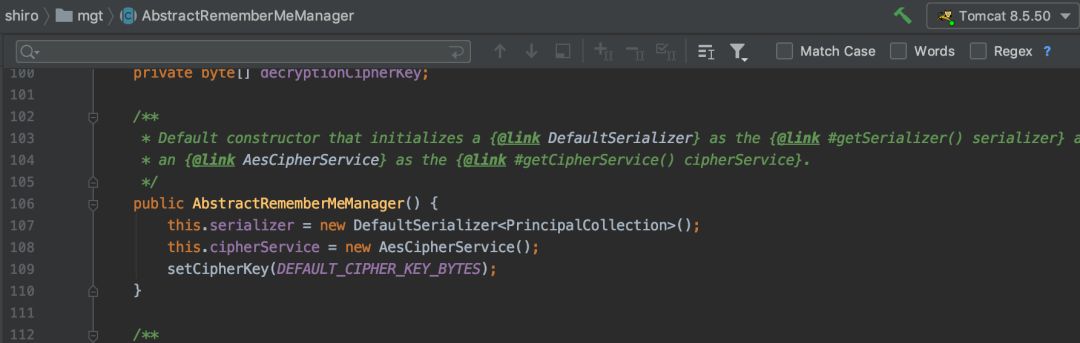 shiro mgt AbstractRememberMeManager Tomcat 8.5.50
Match Case Words Regex ?
100 private byte[] decryptionCipherKey;
101
102 /**
103 * Default constructor that initializes a {@link DefaultSerializer} as the {@link #getSerializer() serializer} a
104 * an {@link AesCipherService} as the {@link #getCipherService() cipherService}.
105 */
106 public AbstractRememberMeManager() {
107 this.serializer = new DefaultSerializer<PrincipalCollection>();
108 this.cipherService = new AesCipherService();
109 setCipherKey(DEFAULT_CIPHER_KEY_BYTES);
110 }
111
112 /**